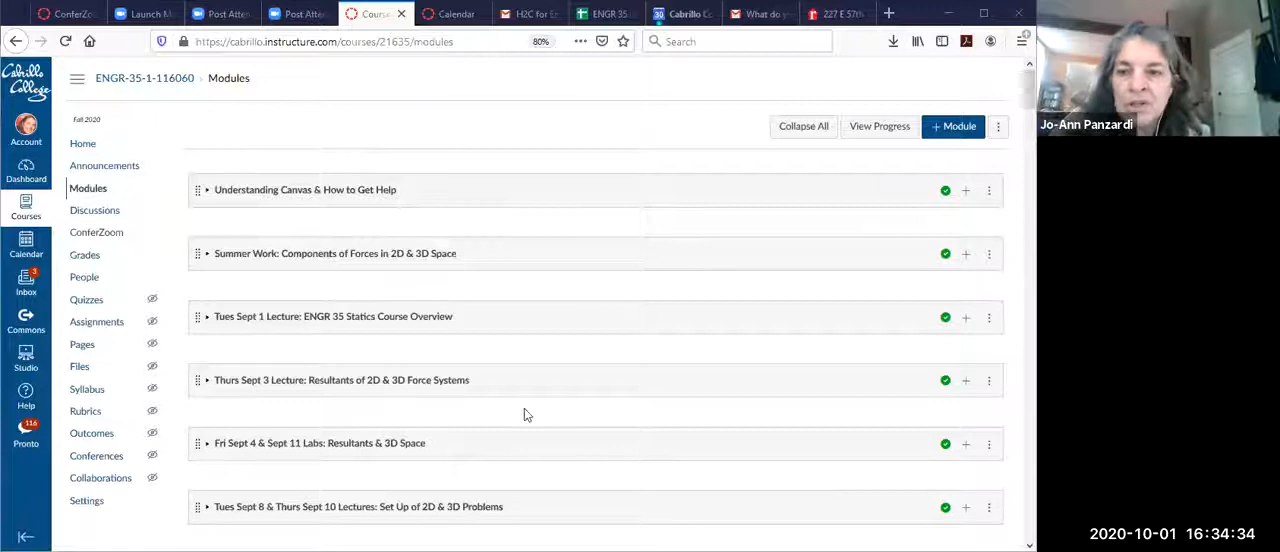 ConferZo
Launch M
Post Atten
Post Atten
Course
Calendar
H2C for E
ENGR 35
Cabrillo C
What do y
227 E 57th
https://cabrillo.instructure.com/courses/21635/modules
80%
Search
Cabrillo College
Account
Dashboard
Courses
Calendar
3
Inbox
Commons
Studio
Help
116
Pronto
ENGR-35-1-116060 › Modules
Fall 2020
Home
Announcements
Modules
Discussions
ConferZoom
Grades
People
Quizzes
Assignments
Pages
Files
Syllabus
Rubrics
Outcomes
Conferences
Collaborations
Settings
Collapse All
View Progress
+ Module
Understanding Canvas & How to Get Help
Summer Work: Components of Forces in 2D & 3D Space
Tues Sept 1 Lecture: ENGR 35 Statics Course Overview
Thurs Sept 3 Lecture: Resultants of 2D & 3D Force Systems
Fri Sept 4 & Sept 11 Labs: Resultants & 3D Space
Tues Sept 8 & Thurs Sept 10 Lectures: Set Up of 2D & 3D Problems
Jo-Ann Panzardi
2020-10-01 16:34:34